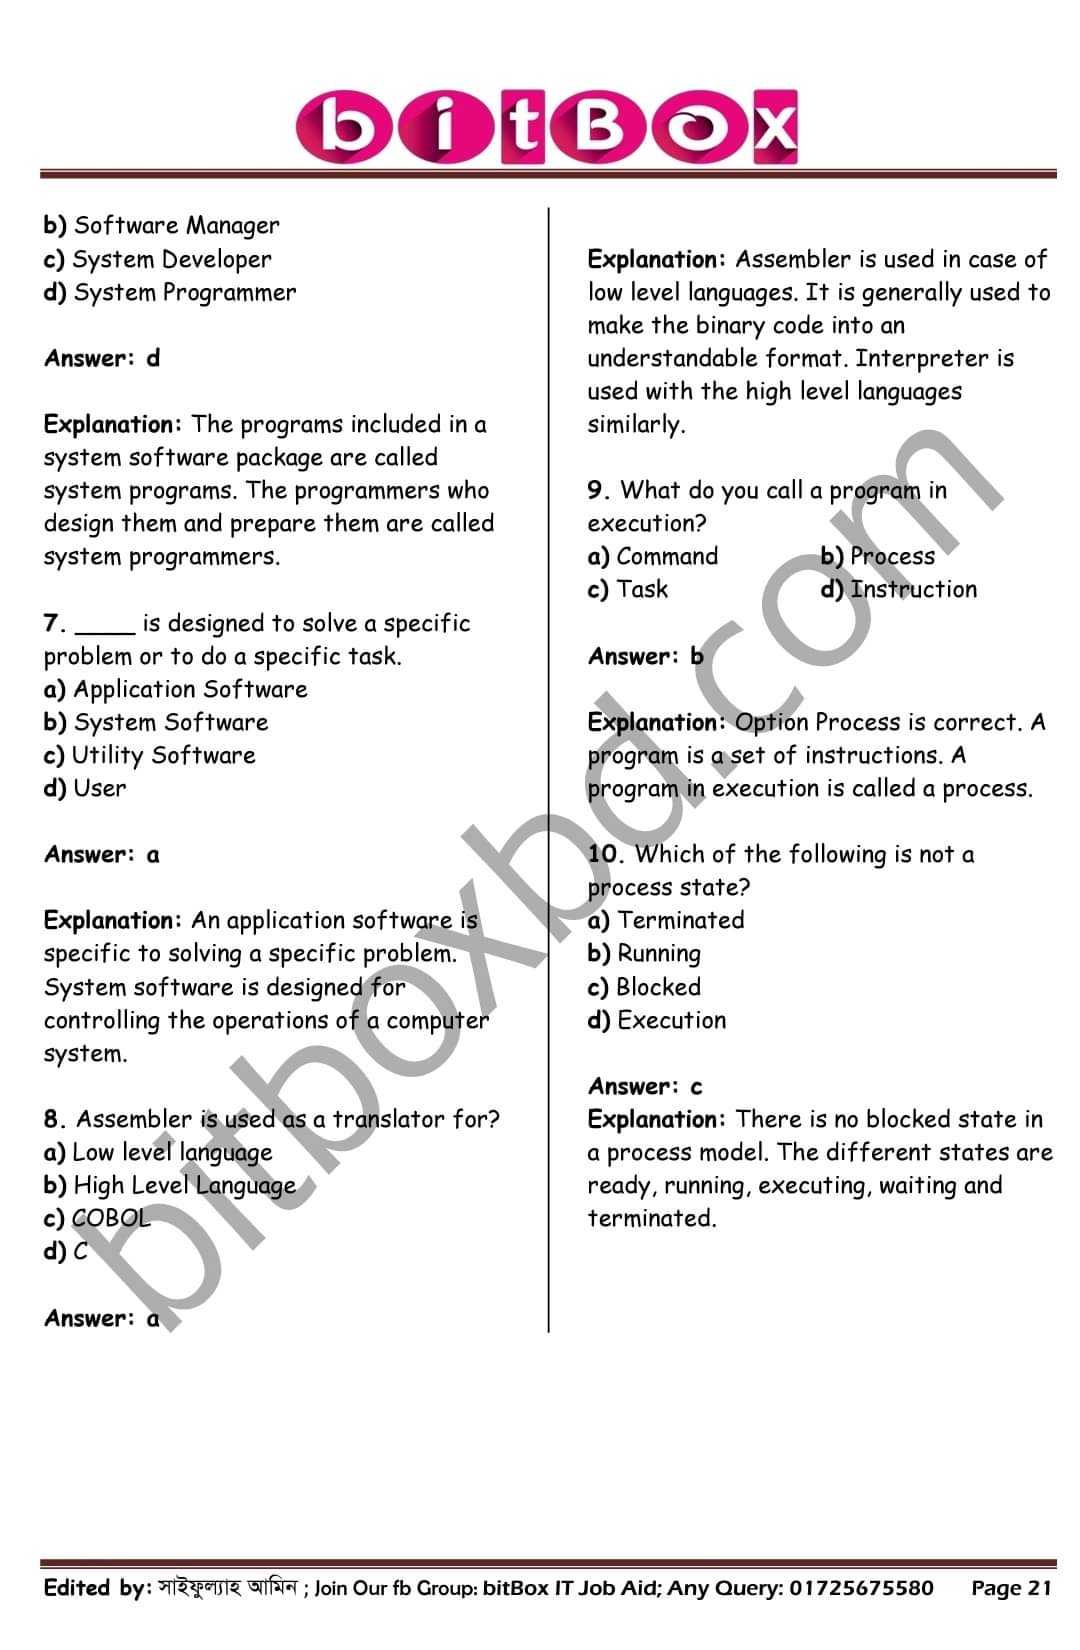 bitBox
b) Software Manager
c) System Developer
d) System Programmer
Answer: d
Explanation: The programs included in a
system software package are called
system programs. The programmers who
design them and prepare them are called
system programmers.
7. _____ is designed to solve a specific
problem or to do a specific task.
a) Application Software
b) System Software
c) Utility Software
d) User
Answer: a
Explanation: An application software is
specific to solving a specific problem.
System software is designed for
controlling the operations of a computer
system.
8. Assembler is used as a translator for?
a) Low level language
b) High Level Language
c) COBOL
d) C
Answer: a
Explanation: Assembler is used in case of
low level languages. It is generally used to
make the binary code into an
understandable format. Interpreter is
used with the high level languages
similarly.
9. What do you call a program in
execution?
a) Command b) Process
c) Task d) Instruction
Answer: b
Explanation: Option Process is correct. A
program is a set of instructions. A
program in execution is called a process.
10. Which of the following is not a
process state?
a) Terminated
b) Running
c) Blocked
d) Execution
Answer: c
Explanation: There is no blocked state in
a process model. The different states are
ready, running, executing, waiting and
terminated.
bitboxbd.com
Edited by: সাইফুল্যাহ আমিন ; Join Our fb Group: bitBox IT Job Aid; Any Query: 01725675580 Page 21